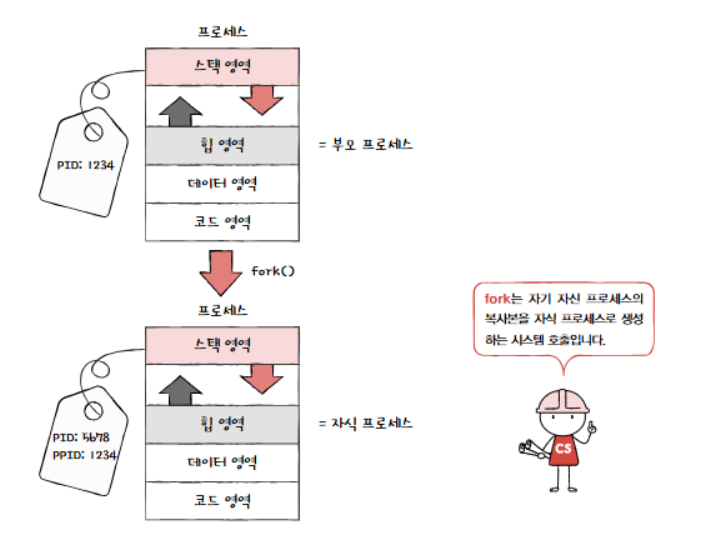 프로세스
스택 영역
힙 영역
= 부모 프로세스
PID: 1234
데이터 영역
코드 영역
fork()
프로세스
fork는 자기 자신 프로세스의
복사본을 자식 프로세스로 생성
하는 시스템 호출입니다.
스택 영역
힙 영역
= 자식 프로세스
PID: 5678
PPID: 1234
데이터 영역
코드 영역
CS